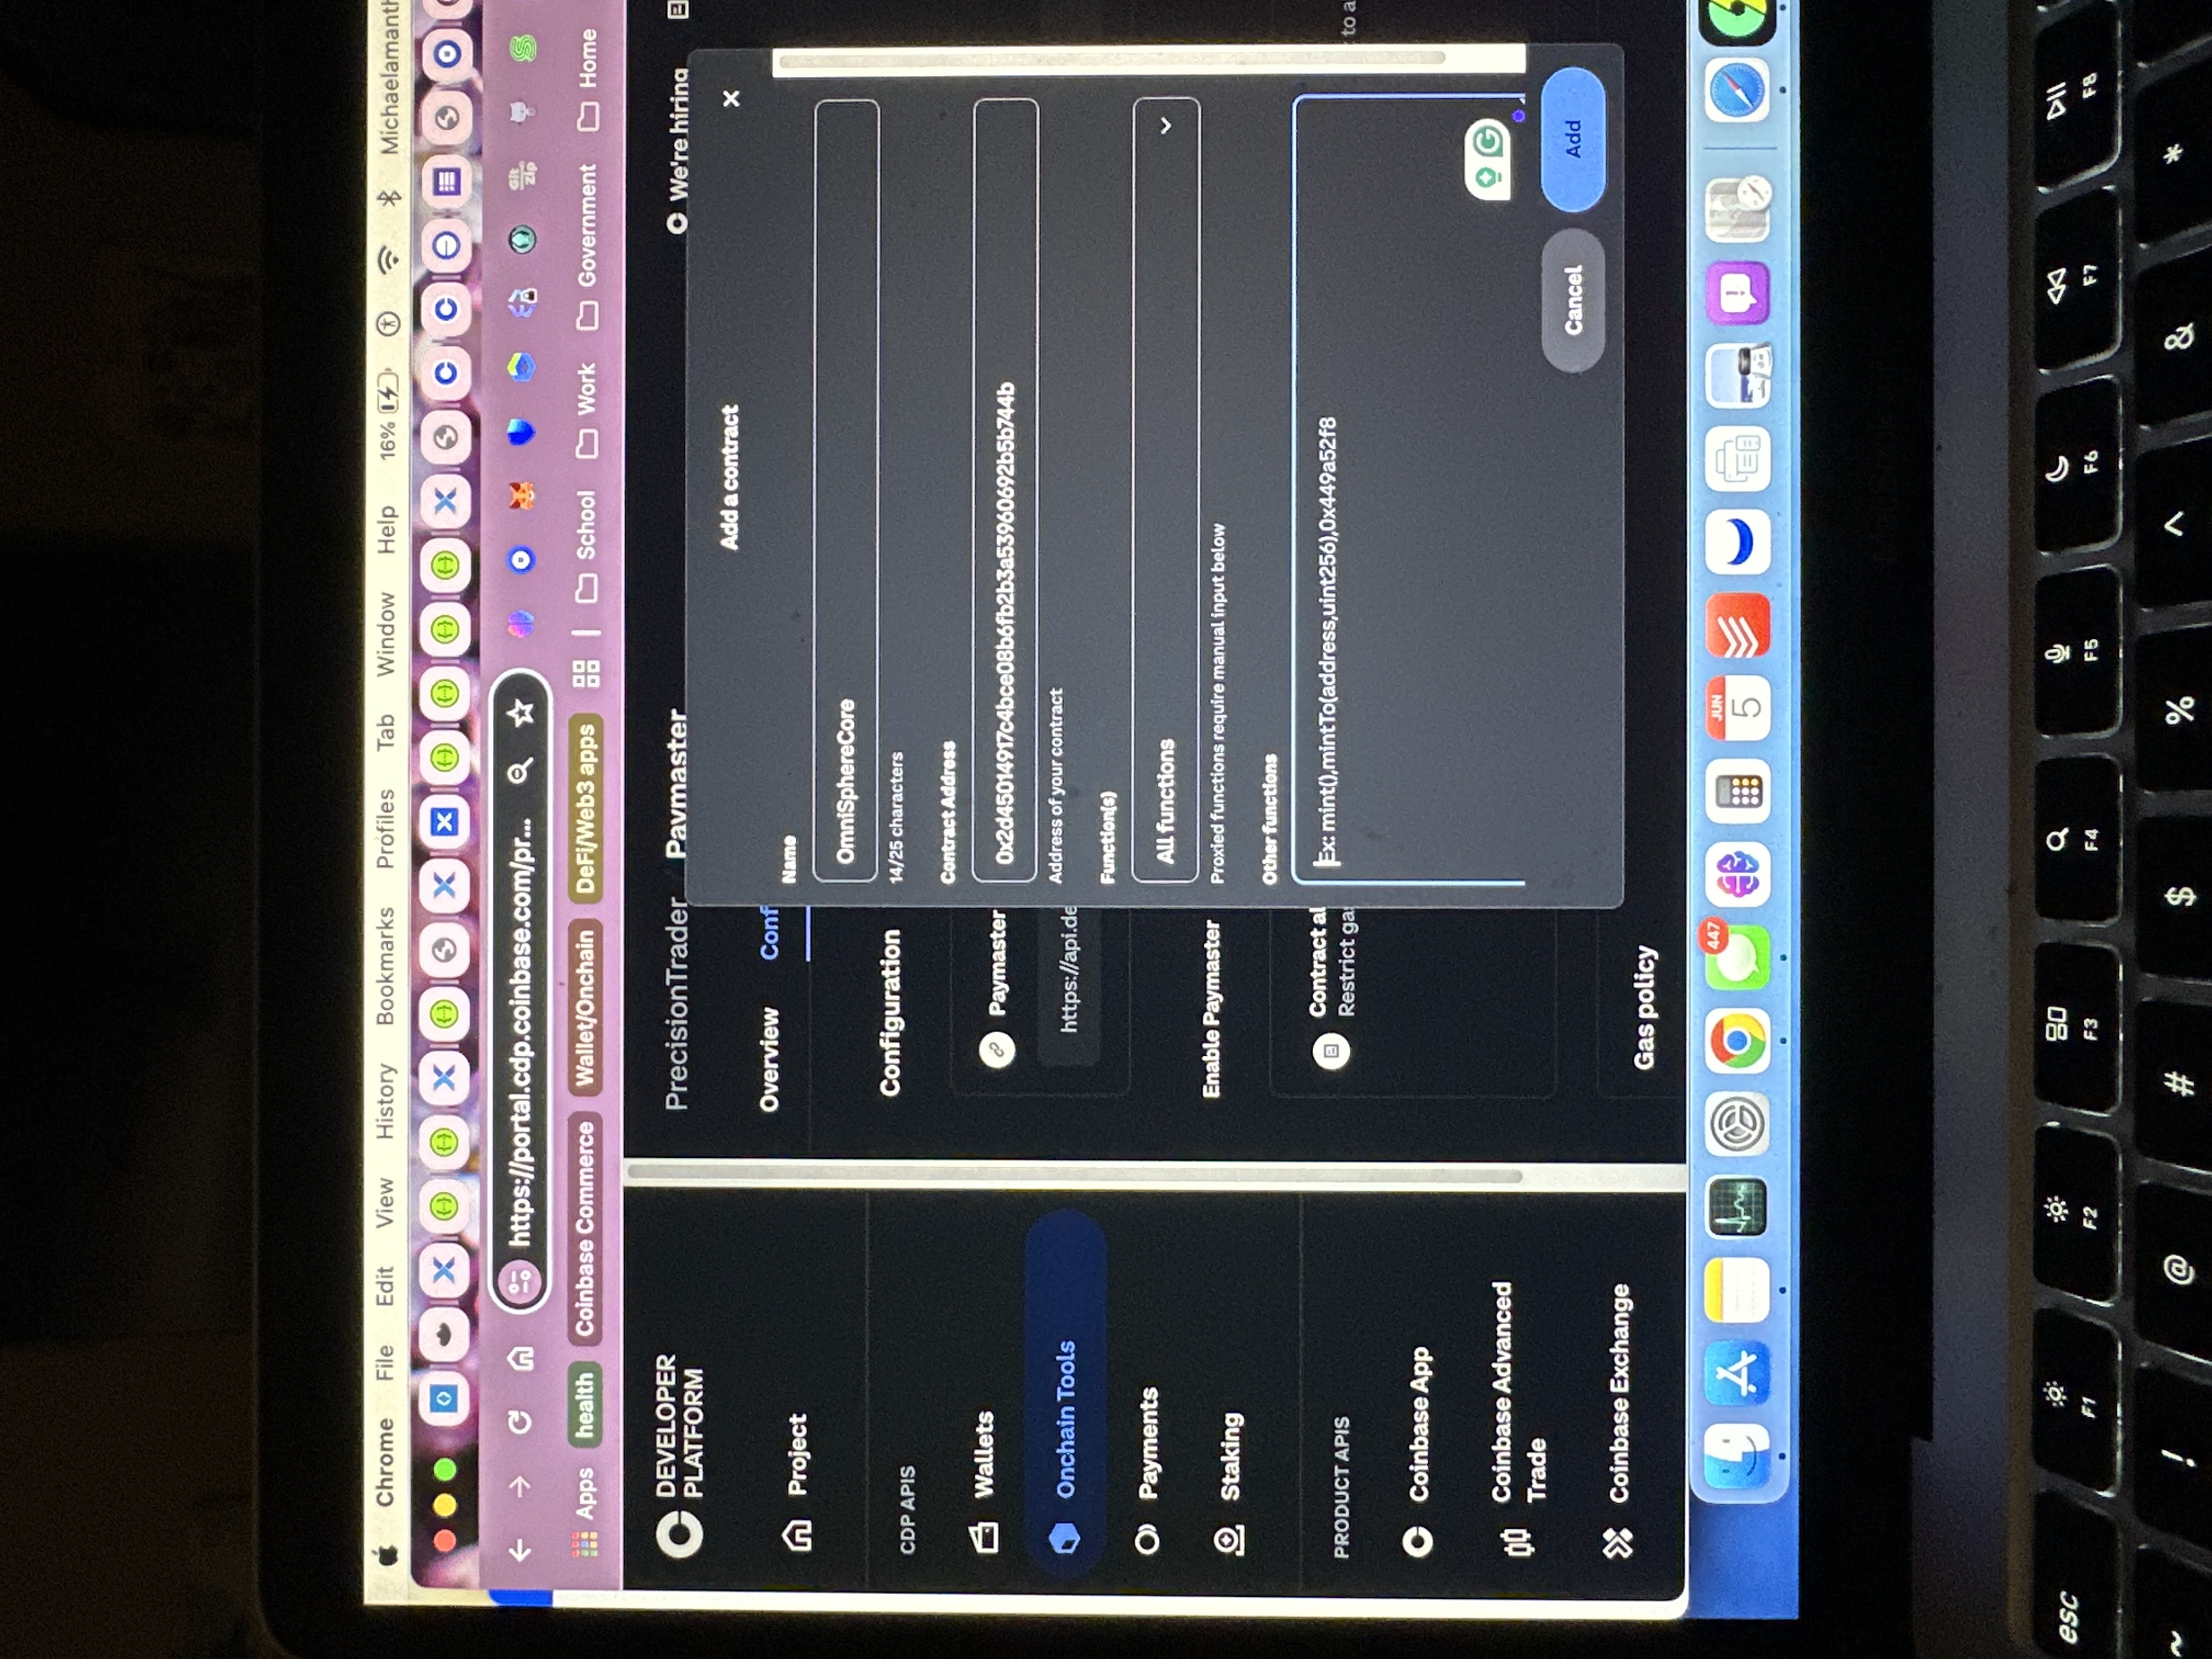 Chrome File Edit View History Bookmarks Profiles Tab Window Help 16% Michaelamanth
https://portal.cdp.coinbase.com/pr...
Git
Zip
Apps health Coinbase Commerce Wallet/Onchain DeFi/Web3 apps School Work Government Home
DEVELOPER
PLATFORM
Project
CDP APIS
Wallets
Onchain Tools
Payments
Staking
PRODUCT APIS
Coinbase App
Coinbase Advanced
Trade
Coinbase Exchange
PrecisionTrader Paymaster We're hiring
Overview Conf
Configuration
Paymaster
https://api.de
Enable Paymaster
Contract al
Restrict gas
to a
Gas policy
Add a contract
Name
OmniSphereCore
14/25 characters
Contract Address
0x2d45014917c4bce08b6fb2b3a53960692b5b744b
Address of your contract
Function(s)
All functions
Proxied functions require manual input below
Other functions
Ex: mint(),mintTo(address,uint256),0x449a52f8
Cancel Add
447
JUN
5
esc F1 F2 F3 F4 F5 F6 F7 F8
~ ! @ # $ % ^ & *